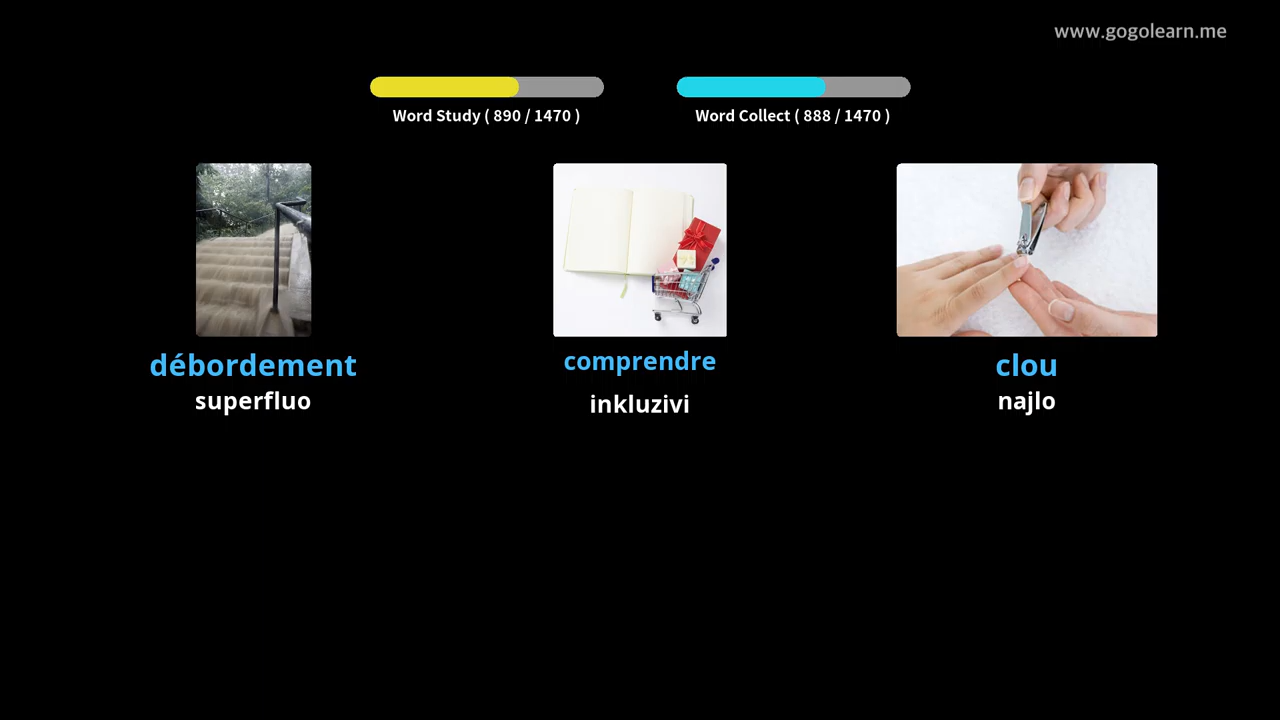 www.gogolearn.me
Word Study ( 890 / 1470 )
Word Collect ( 888 / 1470 )
débordement
superfluo
comprendre
inkluzivi
clou
najlo